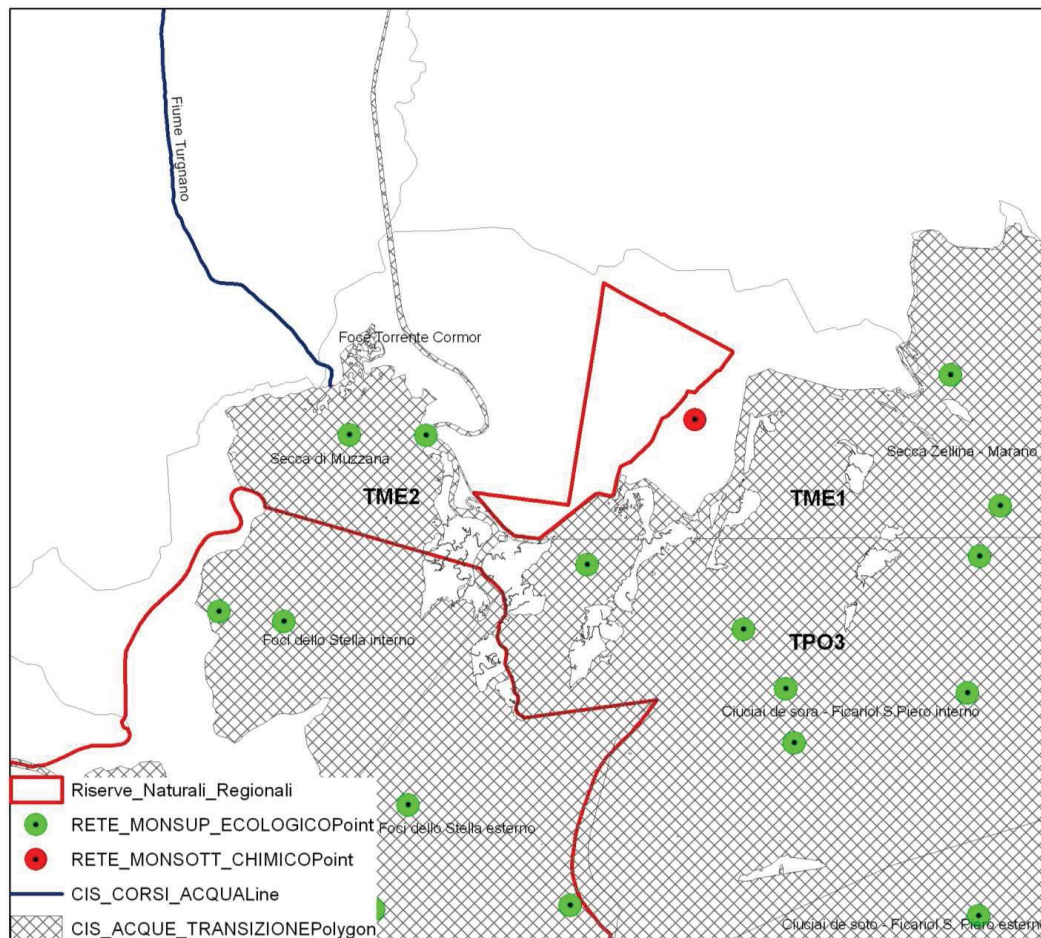 Fiume Turgnano
Foce Torrente Cormor
Secca di Muzzana
Secca Zellina - Marano
TME2
TME1
Foci dello Stella interno
TPO3
Ciuciai de sora - Ficariol S.Piero interno
Riserve_Naturali_Regionali
RETE_MONSUP_ECOLOGICOPoint
Foci dello Stella esterno
RETE_MONSOTT_CHIMICOPoint
CIS_CORSI_ACQUALine
CIS_ACQUE_TRANSIZIONEPolygon
Ciuciai de soto - Ficariol S. Piero esterno